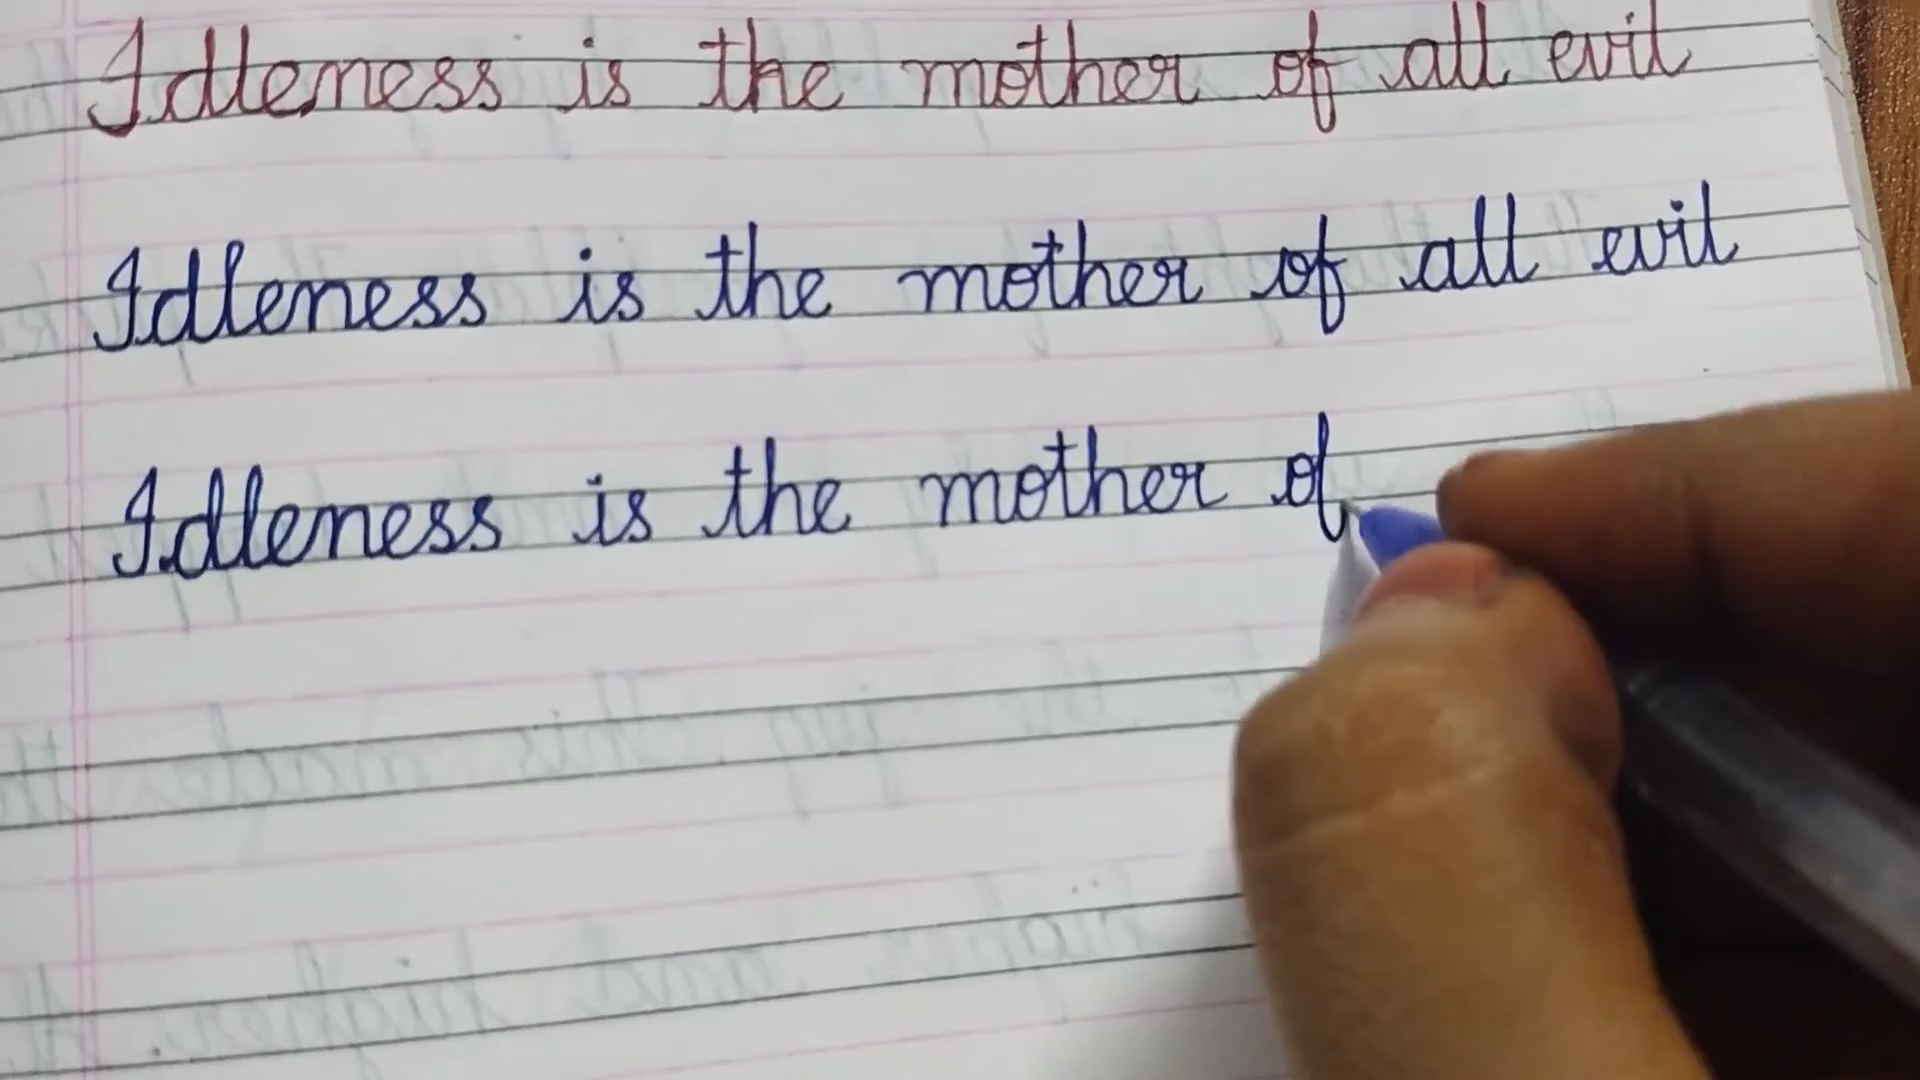 Idleness is the mother of all evil
Idleness is the mother of all evil
Idleness is the mother of